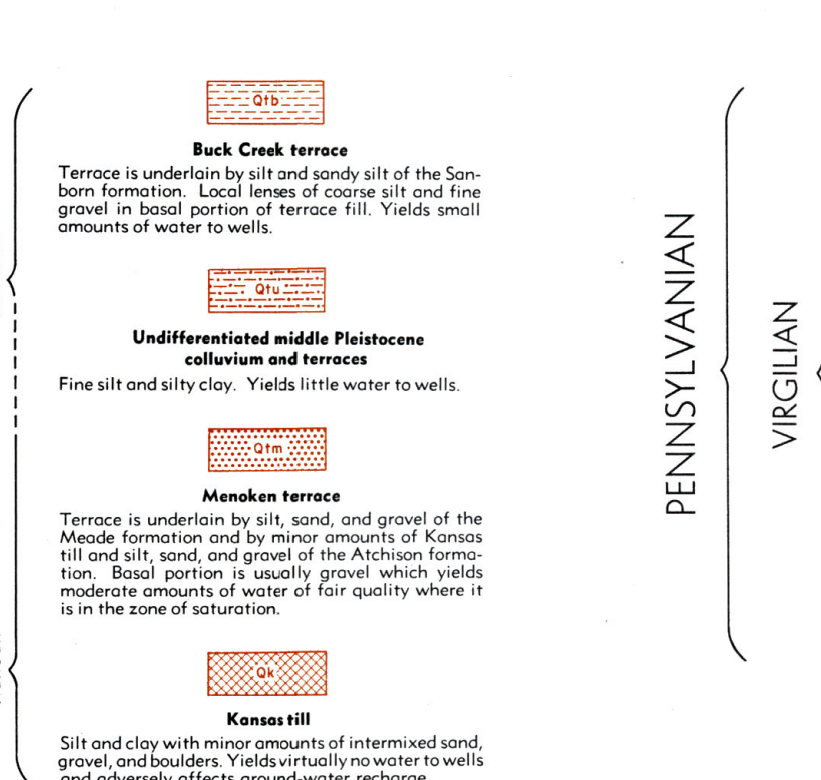 Qtb
Buck Creek terrace
Terrace is underlain by silt and sandy silt of the San-
born formation. Local lenses of coarse silt and fine
gravel in basal portion of terrace fill. Yields small
amounts of water to wells.
Qtu
Undifferentiated middle Pleistocene
colluvium and terraces
Fine silt and silty clay. Yields little water to wells.
Qtm
Menoken terrace
Terrace is underlain by silt, sand, and gravel of the
Meade formation and by minor amounts of Kansas
till and silt, sand, and gravel of the Atchison forma-
tion. Basal portion is usually gravel which yields
moderate amounts of water of fair quality where it
is in the zone of saturation.
Qk
Kansas till
Silt and clay with minor amounts of intermixed sand,
gravel, and boulders. Yields virtually no water to wells
and adversely affects ground-water recharge.
PENNSYLVANIAN
VIRGILIAN